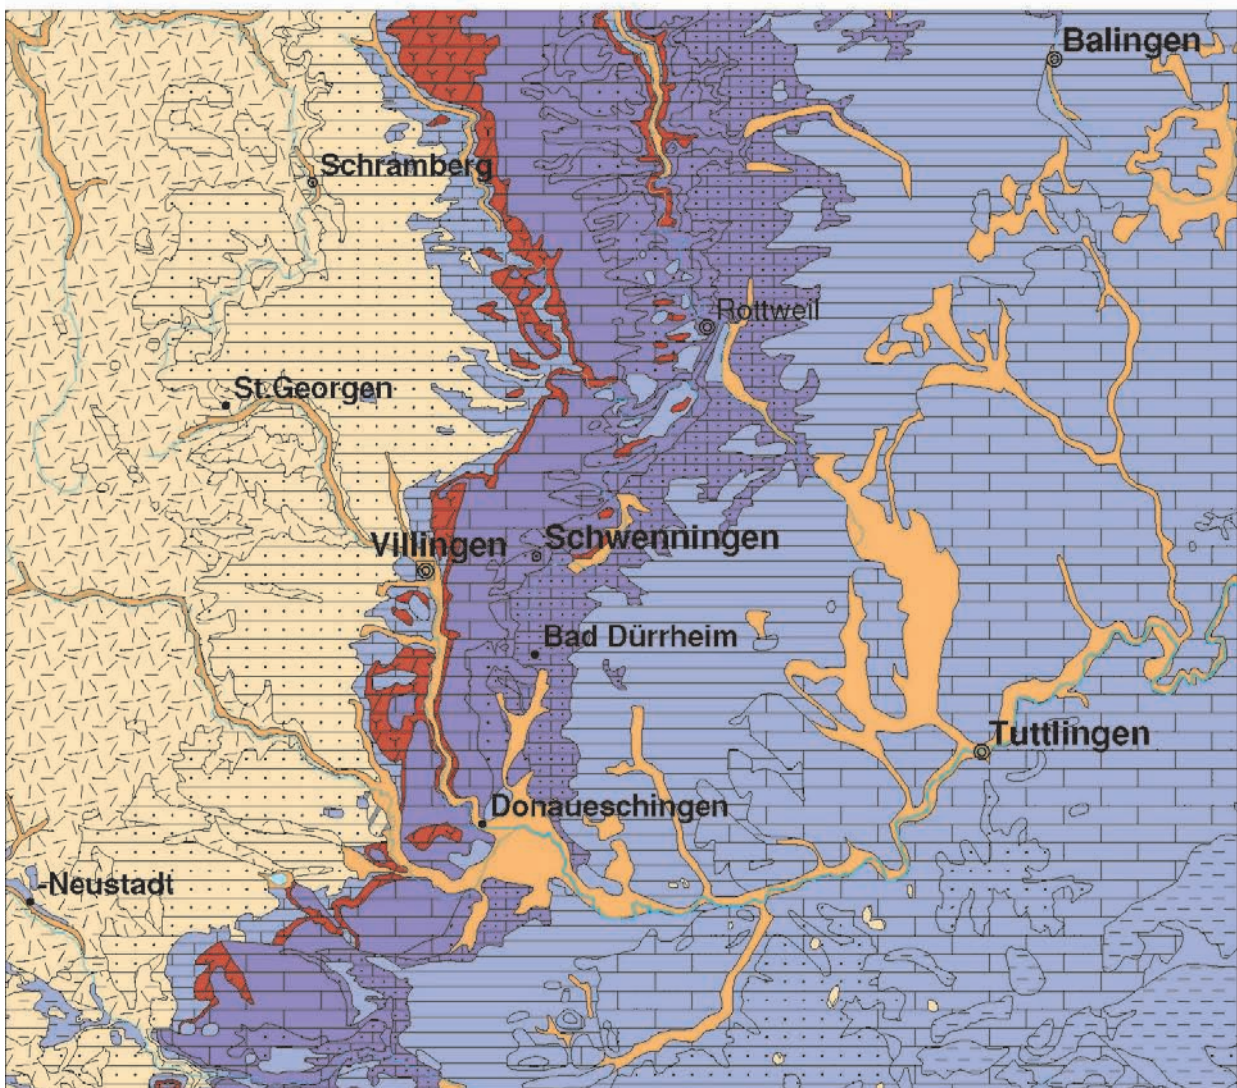 Balingen
Schramberg
Rottweil
St.Georgen
Villingen
Schwenningen
Bad Dürrheim
Tuttlingen
Donaueschingen
-Neustadt